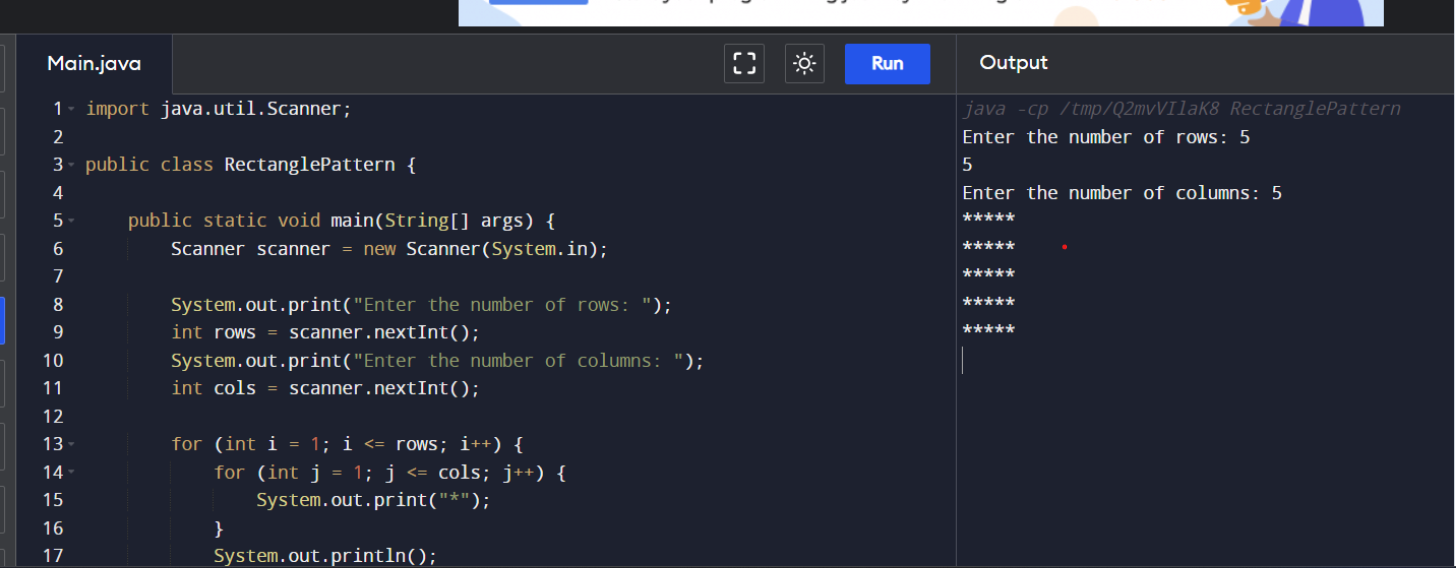 Main.java
Run
Output
1 import java.util.Scanner;
2
3 public class RectanglePattern {
4
5 public static void main(String[] args) {
6 Scanner scanner = new Scanner(System.in);
7
8 System.out.print("Enter the number of rows: ");
9 int rows = scanner.nextInt();
10 System.out.print("Enter the number of columns: ");
11 int cols = scanner.nextInt();
12
13 for (int i = 1; i <= rows; i++) {
14 for (int j = 1; j <= cols; j++) {
15 System.out.print("*");
16 }
17 System.out.println();
java -cp /tmp/Q2mvVIlaK8 RectanglePattern
Enter the number of rows: 5
5
Enter the number of columns: 5
*****
*****
*****
*****
*****